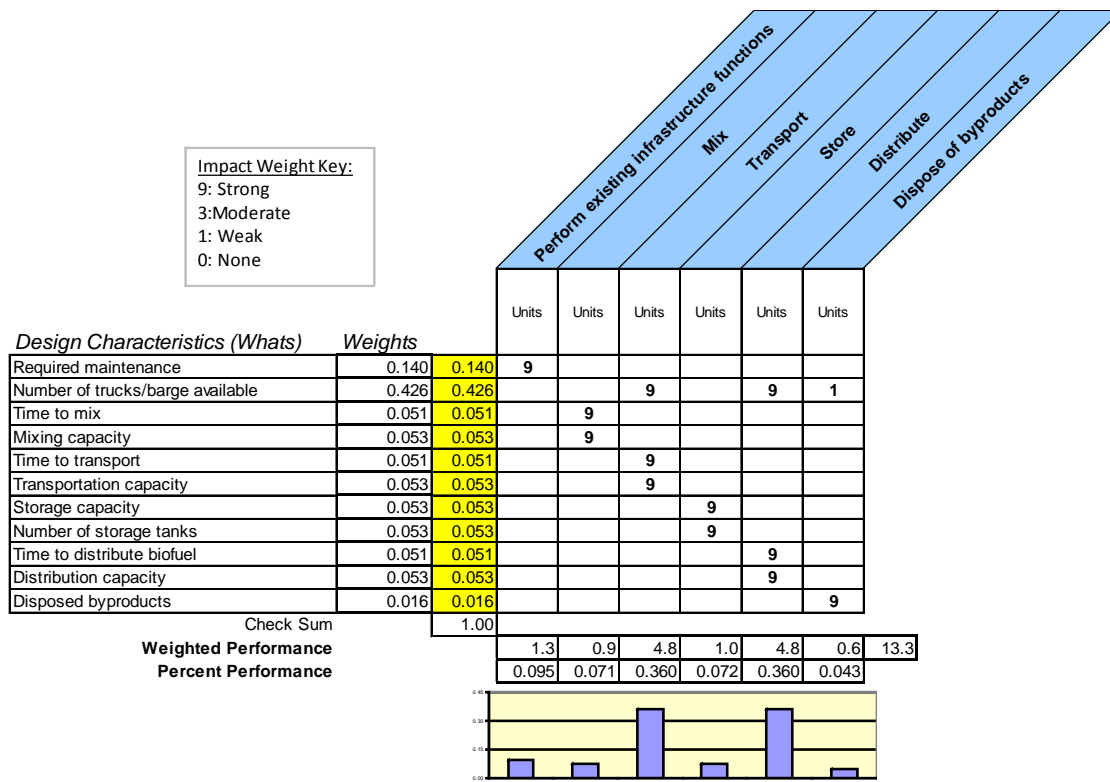 Perform existing infrastructure functions
Mix
Transport
Store
Distribute
Dispose of byproducts
Impact Weight Key:
9: Strong
3:Moderate
1: Weak
0: None
Units Units Units Units Units Units
Design Characteristics (Whats) Weights
Required maintenance 0.140 0.140 9
Number of trucks/barge available 0.426 0.426 9 9 1
Time to mix 0.051 0.051 9
Mixing capacity 0.053 0.053 9
Time to transport 0.051 0.051 9
Transportation capacity 0.053 0.053 9
Storage capacity 0.053 0.053 9
Number of storage tanks 0.053 0.053 9
Time to distribute biofuel 0.051 0.051 9
Distribution capacity 0.053 0.053 9
Disposed byproducts 0.016 0.016 9
Check Sum 1.00
Weighted Performance 1.3 0.9 4.8 1.0 4.8 0.6 13.3
Percent Performance 0.095 0.071 0.360 0.072 0.360 0.043
0.45
0.30
0.15
0.00